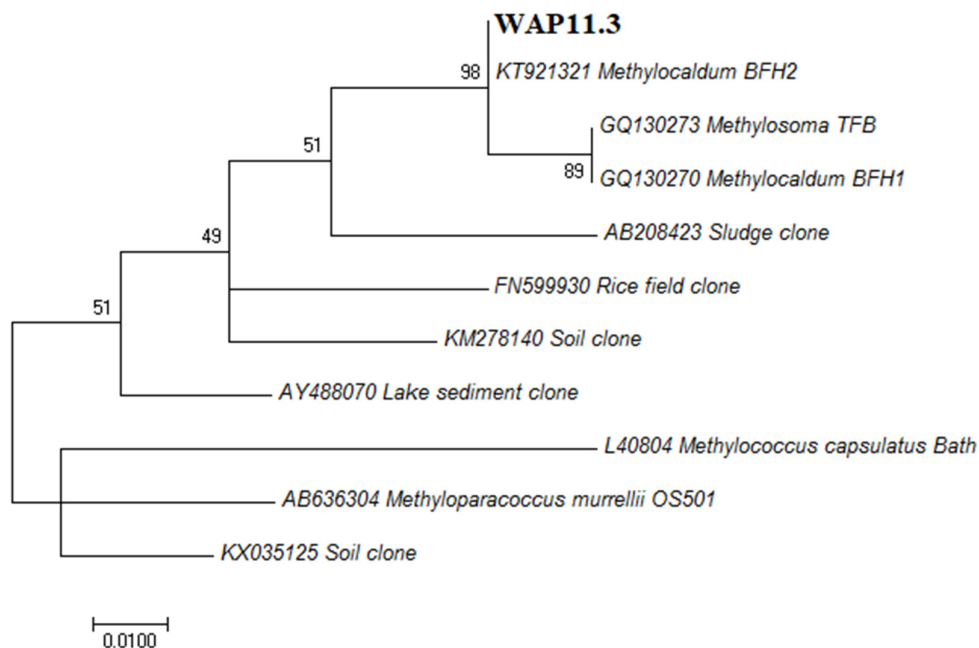 WAP11.3
98
KT921321 Methylocaldum BFH2
GQ130273 Methylosoma TFB
51
89
GQ130270 Methylocaldum BFH1
AB208423 Sludge clone
49
FN599930 Rice field clone
51
KM278140 Soil clone
AY488070 Lake sediment clone
L40804 Methylococcus capsulatus Bath
AB636304 Methyloparacoccus murrellii OS501
KX035125 Soil clone
0.0100